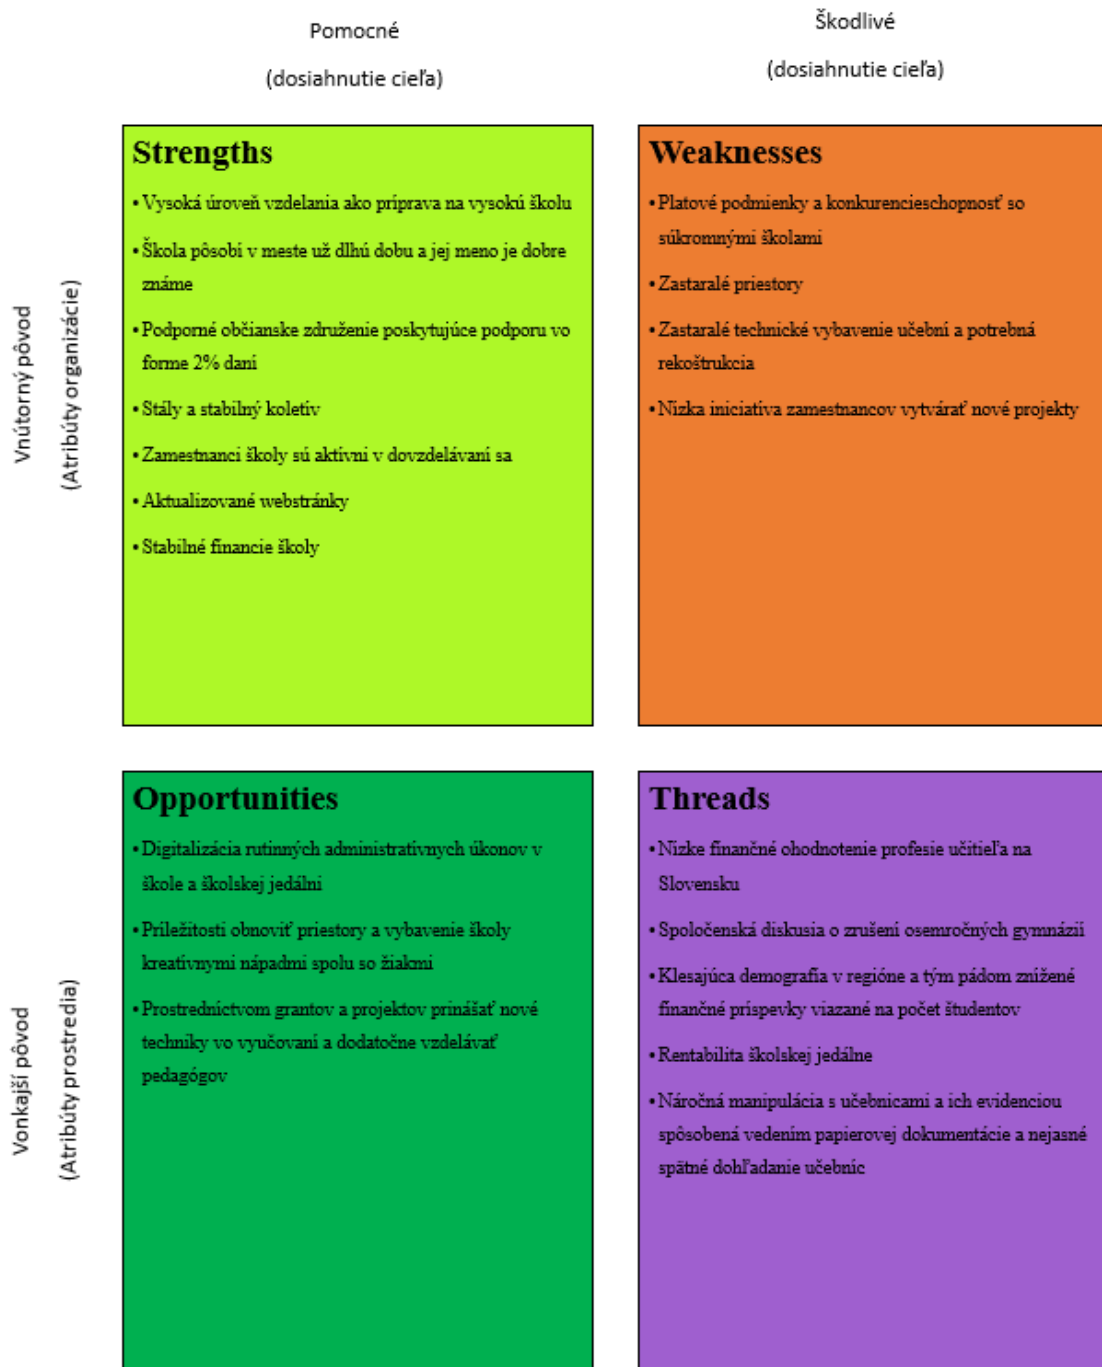 Pomocné
(dosiahnutie cieľa)
Škodlivé
(dosiahnutie cieľa)
Vnútorný pôvod
(Atribúty organizácie)
Strengths
• Vysoká úroveň vzdelania ako príprava na vysokú školu
• Škola pôsobí v meste už dlhú dobu a jej meno je dobre
známe
• Podporné občianske združenie poskytujúce podporu vo
forme 2% daní
• Stály a stabilný koletív
• Zamestnanci školy sú aktívni v dovzdelávaní sa
• Aktualizované webstránky
• Stabilné financie školy
Weaknesses
• Platové podmienky a konkurencieschopnosť so
súkromnými školami
• Zastaralé priestory
• Zastaralé technické vybavenie učební a potrebná
rekoštrukcia
• Nízka iniciatíva zamestnancov vytvárať nové projekty
Vonkajší pôvod
(Atribúty prostredia)
Opportunities
• Digitalizácia rutinných administratívnych úkonov v
škole a školskej jedálni
• Príležitosti obnoviť priestory a vybavenie školy
kreatívnymi nápadmi spolu so žiakmi
• Prostredníctvom grantov a projektov prinášať nové
techniky vo vyučovaní a dodatočne vzdelávať
pedagógov
Threads
• Nízke finančné ohodnotenie profesie učitieľa na
Slovensku
• Spoločenská diskusia o zrušení osemročných gymnázií
• Klesajúca demografia v regióne a tým pádom znížené
finančné príspevky viazané na počet študentov
• Rentabilita školskej jedálne
• Náročná manipulácia s učebnicami a ich evidenciou
spôsobená vedením papierovej dokumentácie a nejasné
spätné dohľadanie učebníc